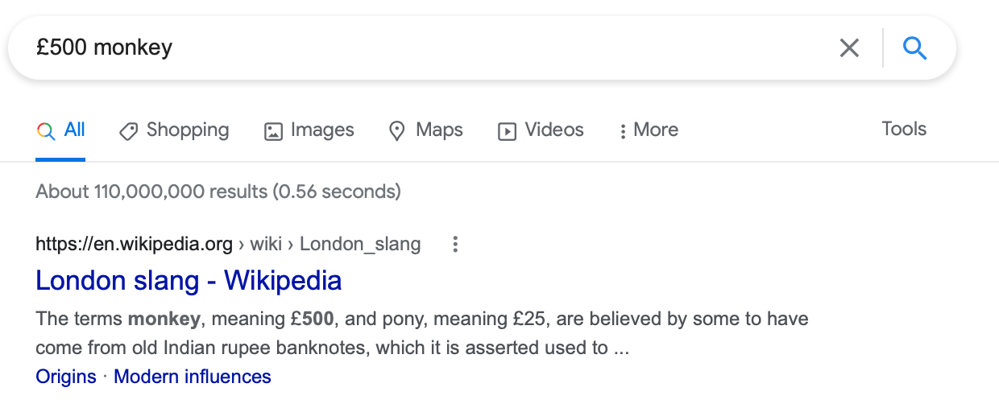 £500 monkey
All Shopping Images Maps Videos More Tools
About 110,000,000 results (0.56 seconds)
https://en.wikipedia.org › wiki › London_slang
London slang - Wikipedia
The terms monkey, meaning £500, and pony, meaning £25, are believed by some to have
come from old Indian rupee banknotes, which it is asserted used to ...
Origins · Modern influences